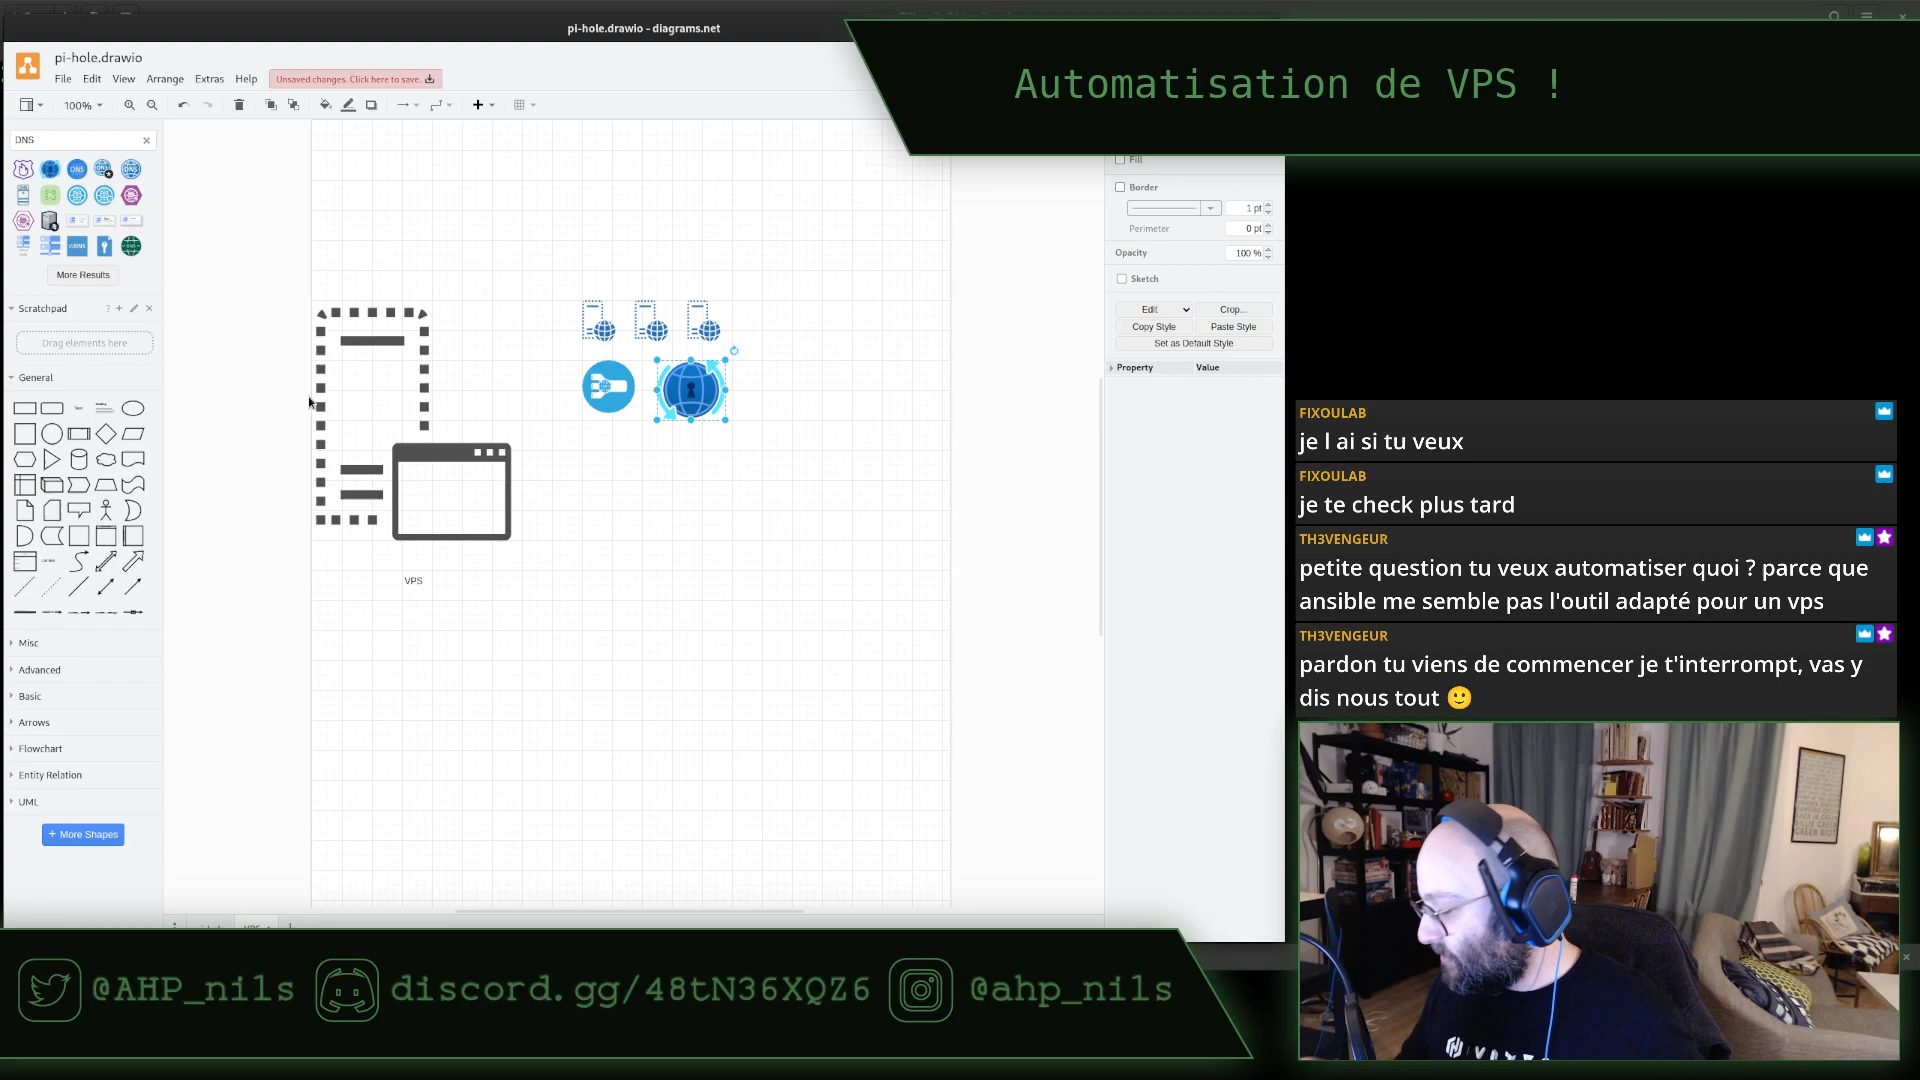 pi-hole.drawio - diagrams.net
pi-hole.drawio
File Edit View Arrange Extras Help Unsaved changes. Click here to save.
100%
Automatisation de VPS !
DNS
DNS
More Results
Scratchpad ?
Drag elements here
General
Text
Misc
Advanced
Basic
Arrows
Flowchart
Entity Relation
UML
+ More Shapes
VPS
Fill
Border
1 pt
Perimeter 0 pt
Opacity 100 %
Sketch
Edit Crop...
Copy Style Paste Style
Set as Default Style
Property Value
FIXOULAB
je l ai si tu veux
FIXOULAB
je te check plus tard
TH3VENGEUR
petite question tu veux automatiser quoi ? parce que
ansible me semble pas l'outil adapté pour un vps
TH3VENGEUR
pardon tu viens de commencer je t'interrompt, vas y
dis nous tout 🙂
@AHP_nils discord.gg/48tN36XQZ6 @ahp_nils